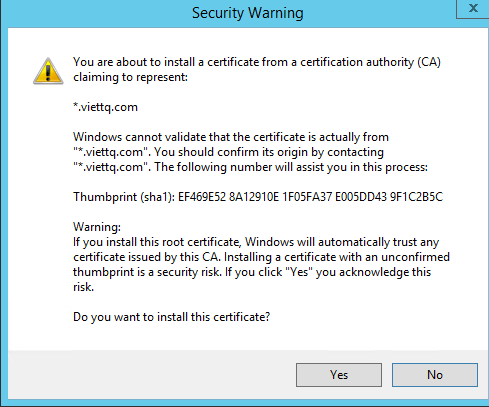 Security Warning
You are about to install a certificate from a certification authority (CA)
claiming to represent:
*.viettq.com
Windows cannot validate that the certificate is actually from
"*.viettq.com". You should confirm its origin by contacting
"*.viettq.com". The following number will assist you in this process:
Thumbprint (sha1): EF469E52 8A12910E 1F05FA37 E005DD43 9F1C2B5C
Warning:
If you install this root certificate, Windows will automatically trust any
certificate issued by this CA. Installing a certificate with an unconfirmed
thumbprint is a security risk. If you click "Yes" you acknowledge this
risk.
Do you want to install this certificate?
Yes
No